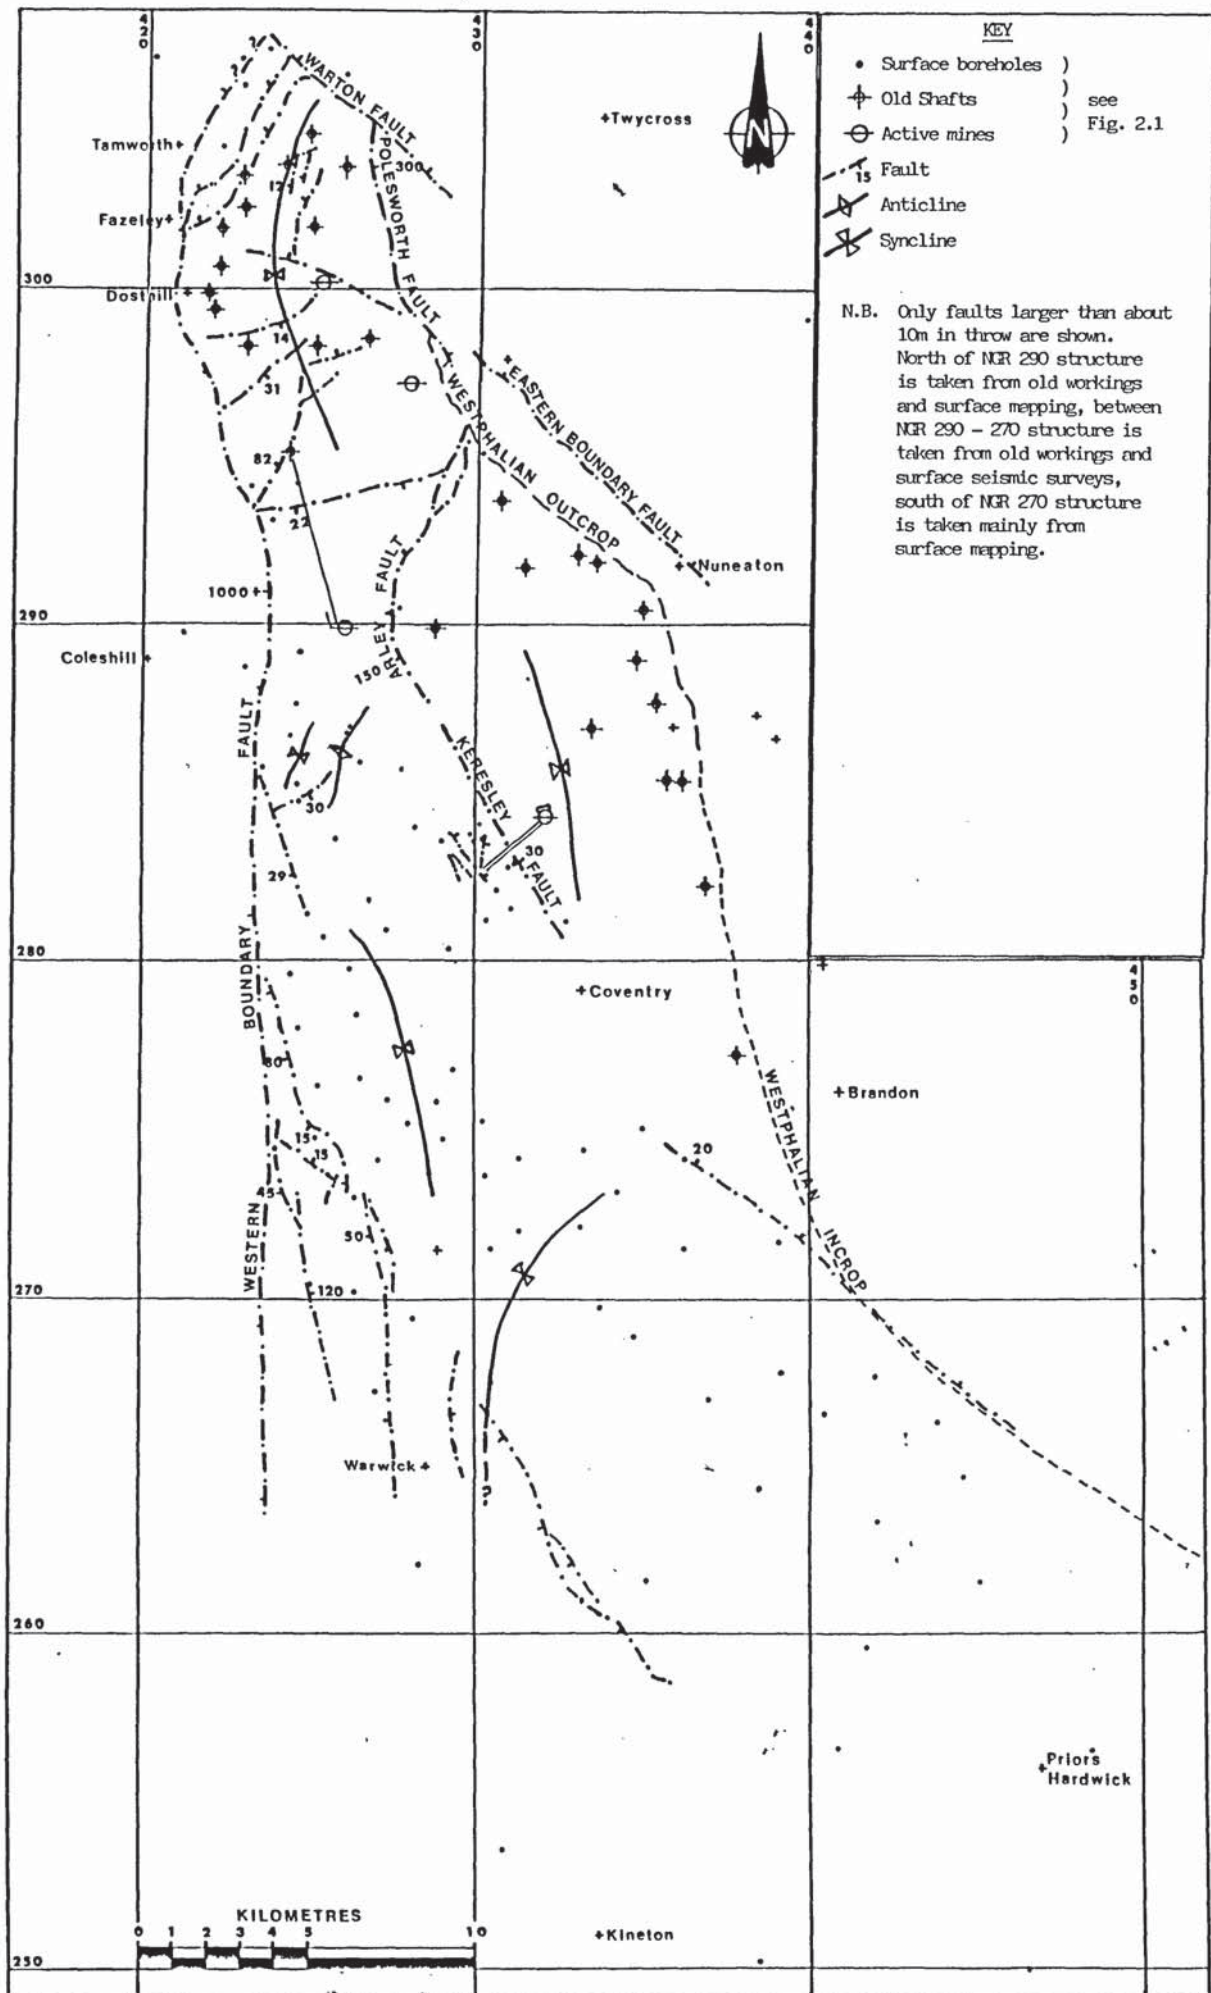 420
430
440
KEY
Surface boreholes )
)
Old Shafts ) see
) Fig. 2.1
Active mines )
15 Fault
Anticline
Syncline
N.B. Only faults larger than about
10m in throw are shown.
North of NGR 290 structure
is taken from old workings
and surface mapping, between
NGR 290 - 270 structure is
taken from old workings and
surface seismic surveys,
south of NGR 270 structure
is taken mainly from
surface mapping.
N
?
?
WARTON FAULT
Twycross
Tamworth
POLESWORTH FAULT
300
12
Fazeley
300
Dosthill
14
31
EASTERN BOUNDARY FAULT
WESTPHALIAN OUTCROP
82
22
Nuneaton
1000
290
ARLEY FAULT
Coleshill
150
KERESLEY FAULT
30
30
29
WESTERN BOUNDARY FAULT
280
Coventry
450
80
WESTPHALIAN INCROP
Brandon
15
15
20
45
50
270
120
Warwick
?
260
Priors
Hardwick
KILOMETRES
0 1 2 3 4 5 10
Kineton
250